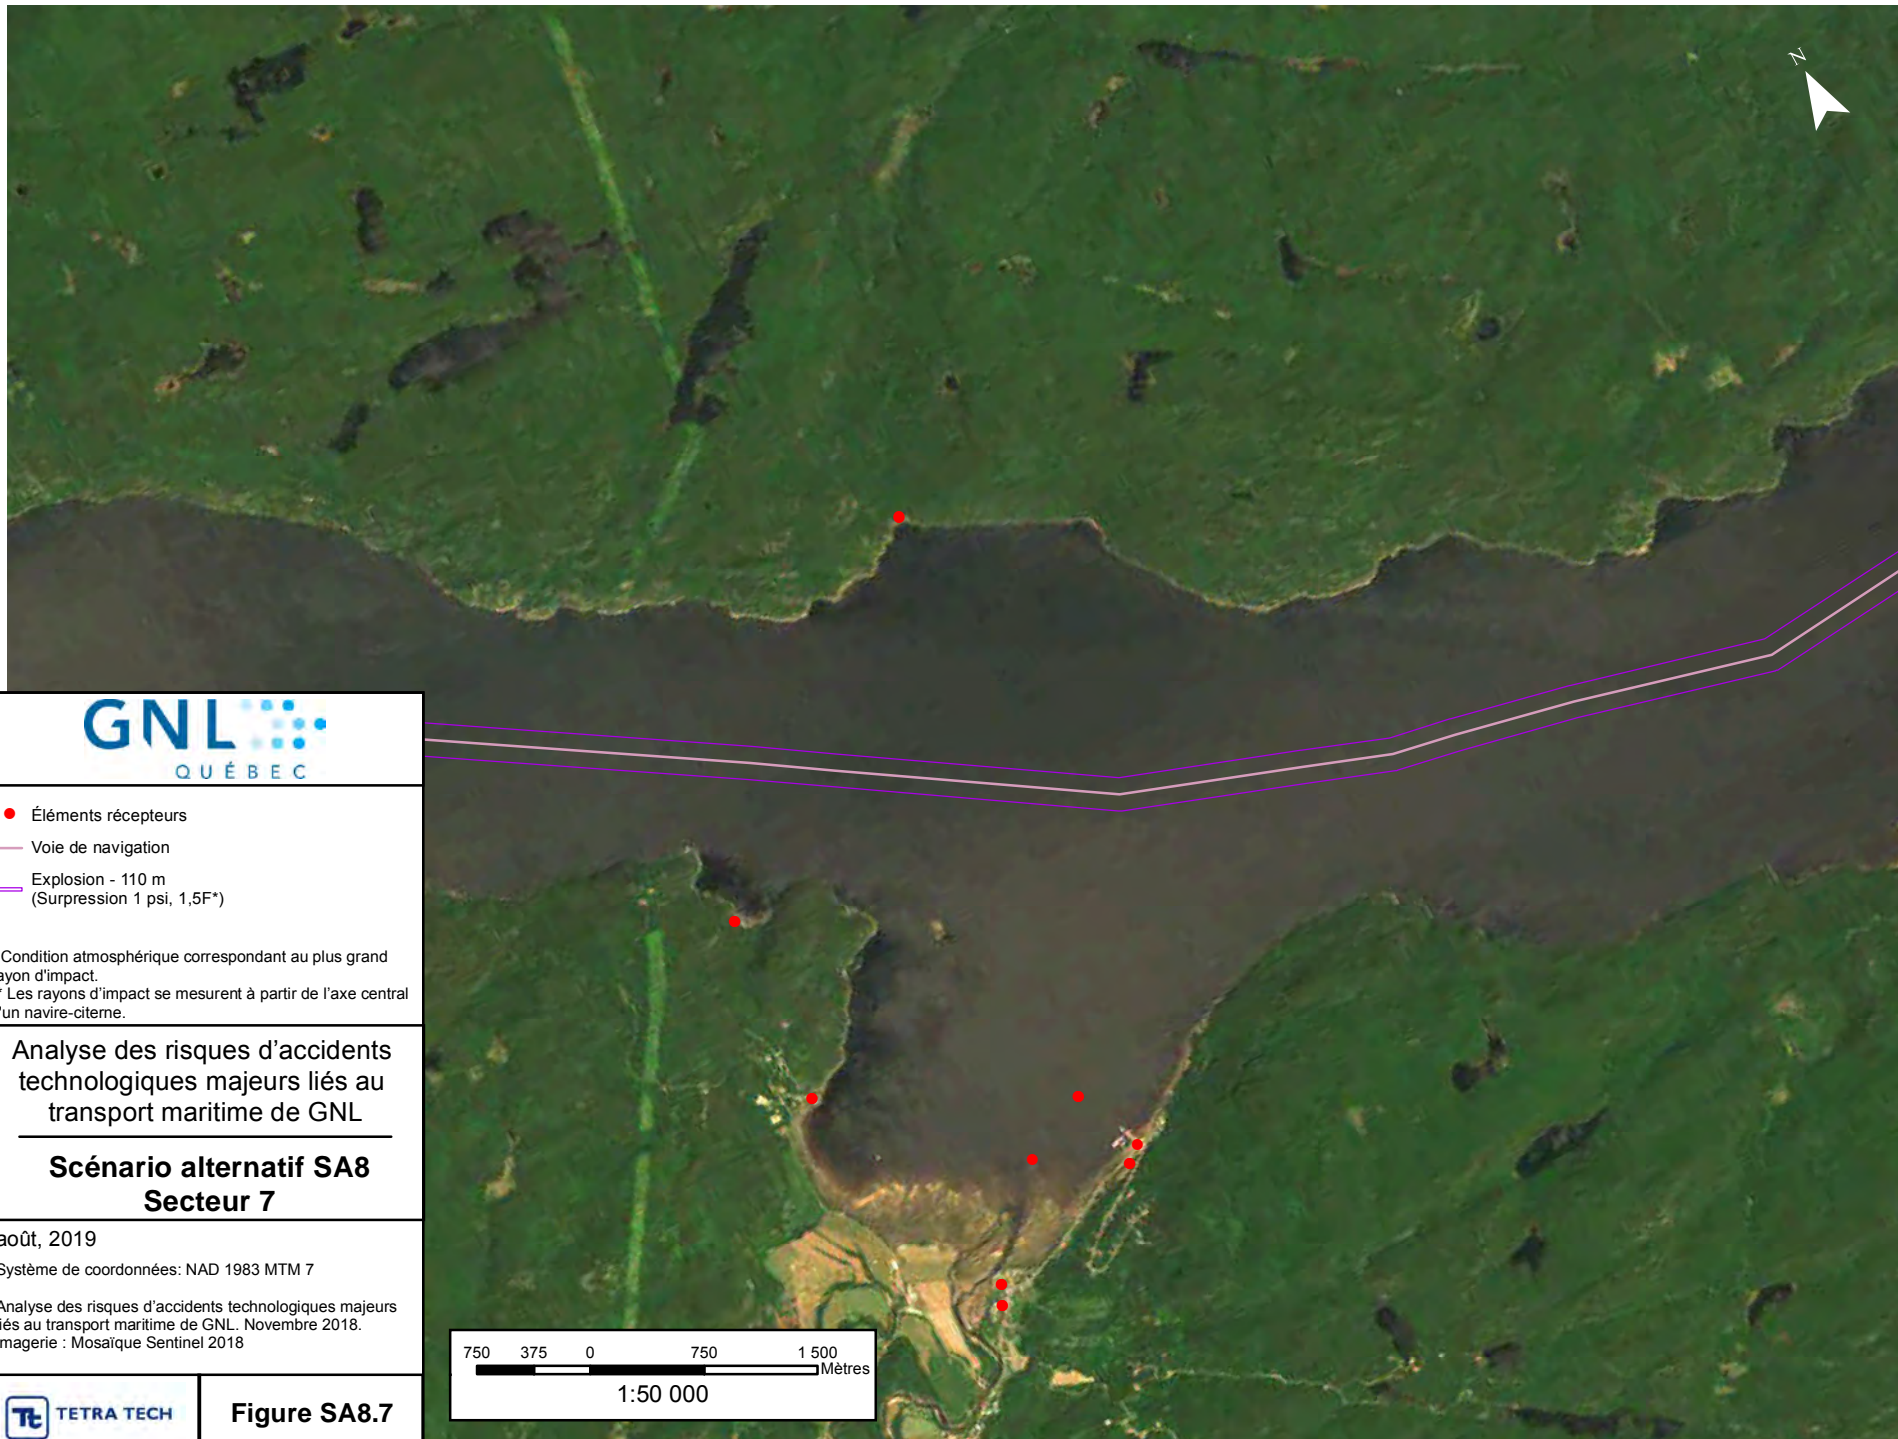 N
GNL
QUÉBEC
Éléments récepteurs
Voie de navigation
Explosion - 110 m
(Surpression 1 psi, 1,5F*)
Condition atmosphérique correspondant au plus grand
ayon d'impact.
* Les rayons d'impact se mesurent à partir de l'axe central
'un navire-citerne.
Analyse des risques d'accidents
technologiques majeurs liés au
transport maritime de GNL
Scénario alternatif SA8
Secteur 7
août, 2019
Système de coordonnées: NAD 1983 MTM 7
Analyse des risques d'accidents technologiques majeurs
iés au transport maritime de GNL. Novembre 2018.
magerie : Mosaïque Sentinel 2018
Tt TETRA TECH
Figure SA8.7
750 375 0 750 1 500
Mètres
1:50 000